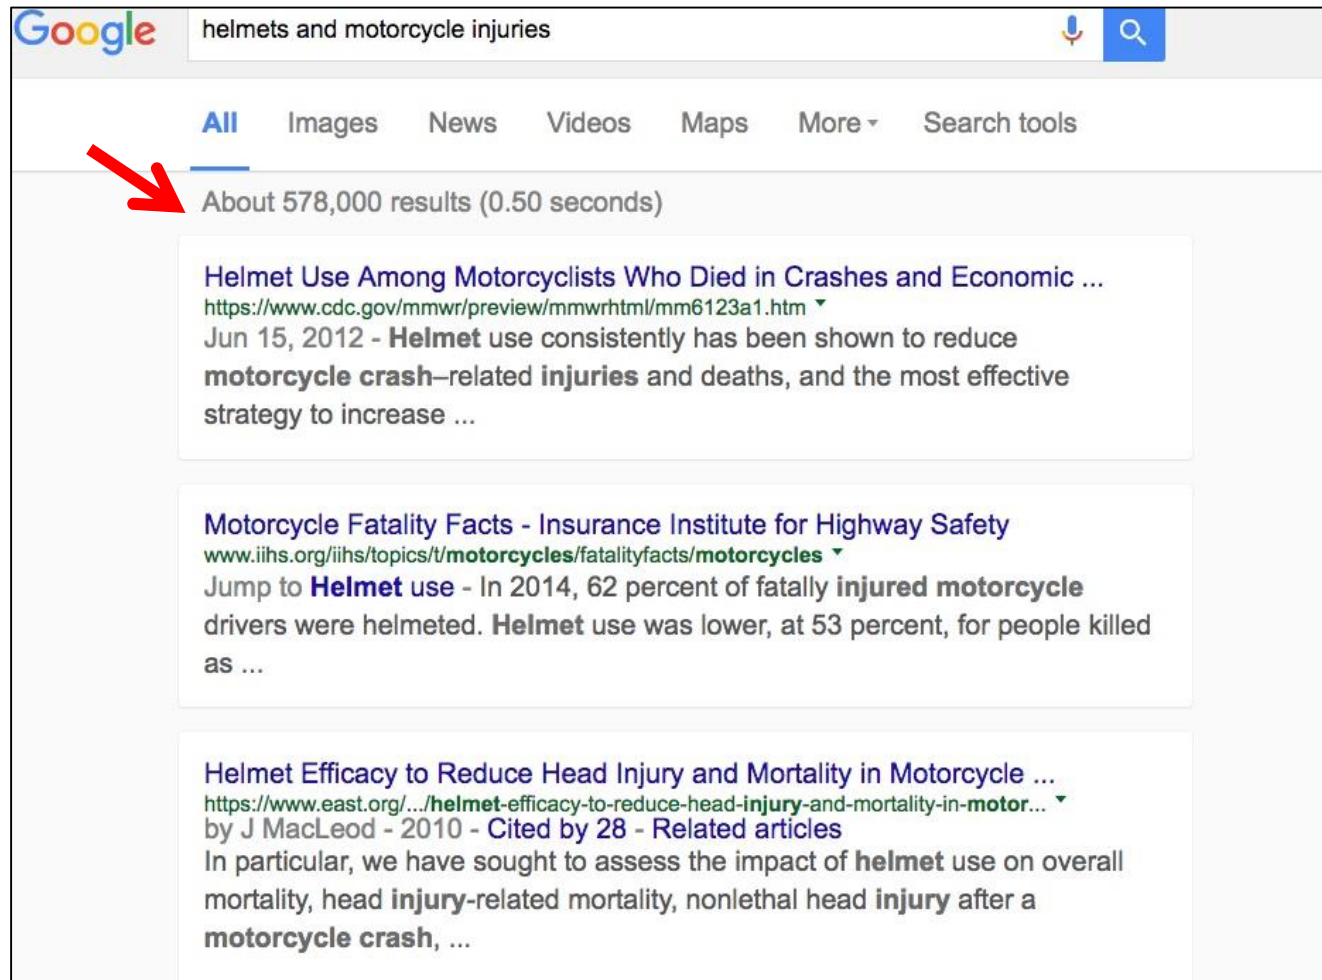 Google helmets and motorcycle injuries
All Images News Videos Maps More Search tools
About 578,000 results (0.50 seconds)
Helmet Use Among Motorcyclists Who Died in Crashes and Economic ...
https://www.cdc.gov/mmwr/preview/mmwrhtml/mm6123a1.htm
Jun 15, 2012 - Helmet use consistently has been shown to reduce
motorcycle crash–related injuries and deaths, and the most effective
strategy to increase ...
Motorcycle Fatality Facts - Insurance Institute for Highway Safety
www.iihs.org/iihs/topics/t/motorcycles/fatalityfacts/motorcycles
Jump to Helmet use - In 2014, 62 percent of fatally injured motorcycle
drivers were helmeted. Helmet use was lower, at 53 percent, for people killed
as ...
Helmet Efficacy to Reduce Head Injury and Mortality in Motorcycle ...
https://www.east.org/.../helmet-efficacy-to-reduce-head-injury-and-mortality-in-motor...
by J MacLeod - 2010 - Cited by 28 - Related articles
In particular, we have sought to assess the impact of helmet use on overall
mortality, head injury-related mortality, nonlethal head injury after a
motorcycle crash, ...